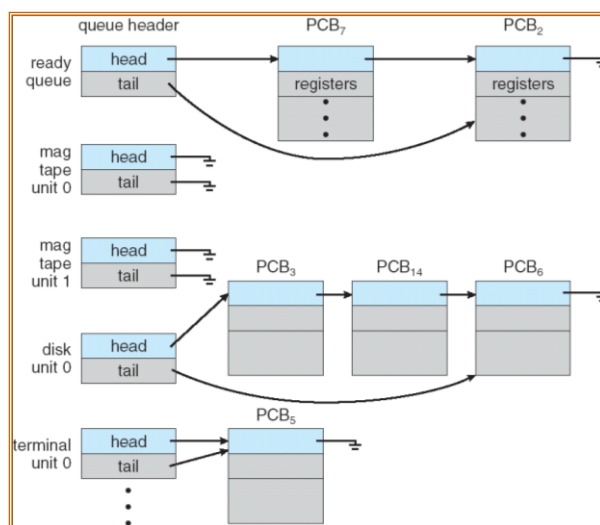 queue header PCB7 PCB2
ready
queue
head
tail
registers registers
mag
tape
unit 0
head
tail
mag
tape
unit 1
head
tail
PCB3 PCB14 PCB6
disk
unit 0
head
tail
PCB5
terminal
unit 0
head
tail